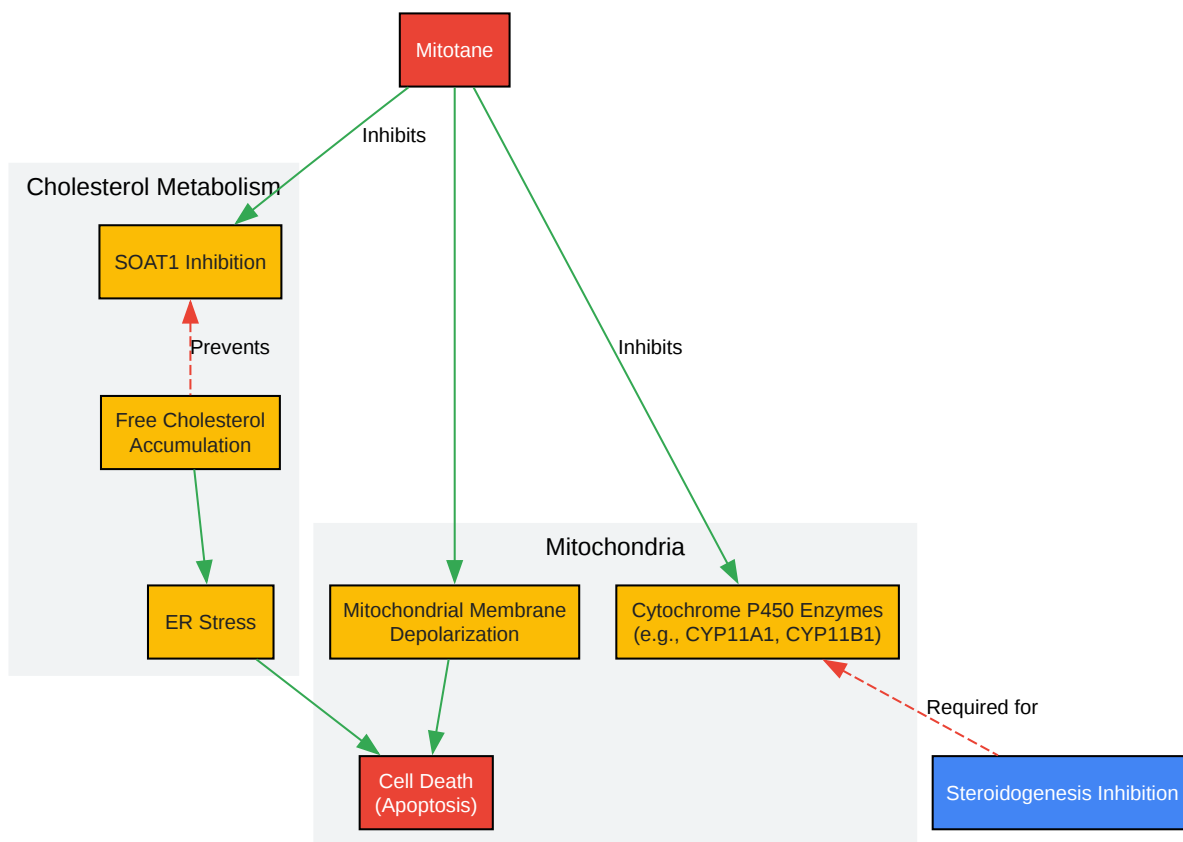 Mitotane
Inhibits
Cholesterol Metabolism
SOAT1 Inhibition
Prevents
Inhibits
Free Cholesterol
Accumulation
Mitochondria
ER Stress
Mitochondrial Membrane
Depolarization
Cytochrome P450 Enzymes
(e.g., CYP11A1, CYP11B1)
Required for
Cell Death
(Apoptosis)
Steroidogenesis Inhibition